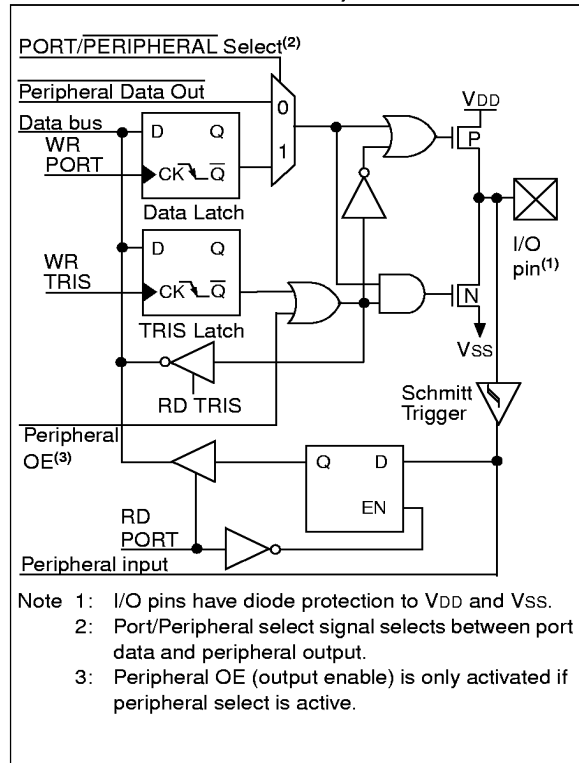 PORT/PERIPHERAL Select(2)
Peripheral Data Out
Data bus
WR
PORT
D Q
CK Q
Data Latch
0
1
VDD
P
I/O
pin(1)
WR
TRIS
D Q
CK Q
TRIS Latch
N
VSS
RD TRIS
Schmitt
Trigger
Peripheral
OE(3)
Q D
EN
RD
PORT
Peripheral input
Note 1: I/O pins have diode protection to VDD and VSS.
2: Port/Peripheral select signal selects between port
data and peripheral output.
3: Peripheral OE (output enable) is only activated if
peripheral select is active.